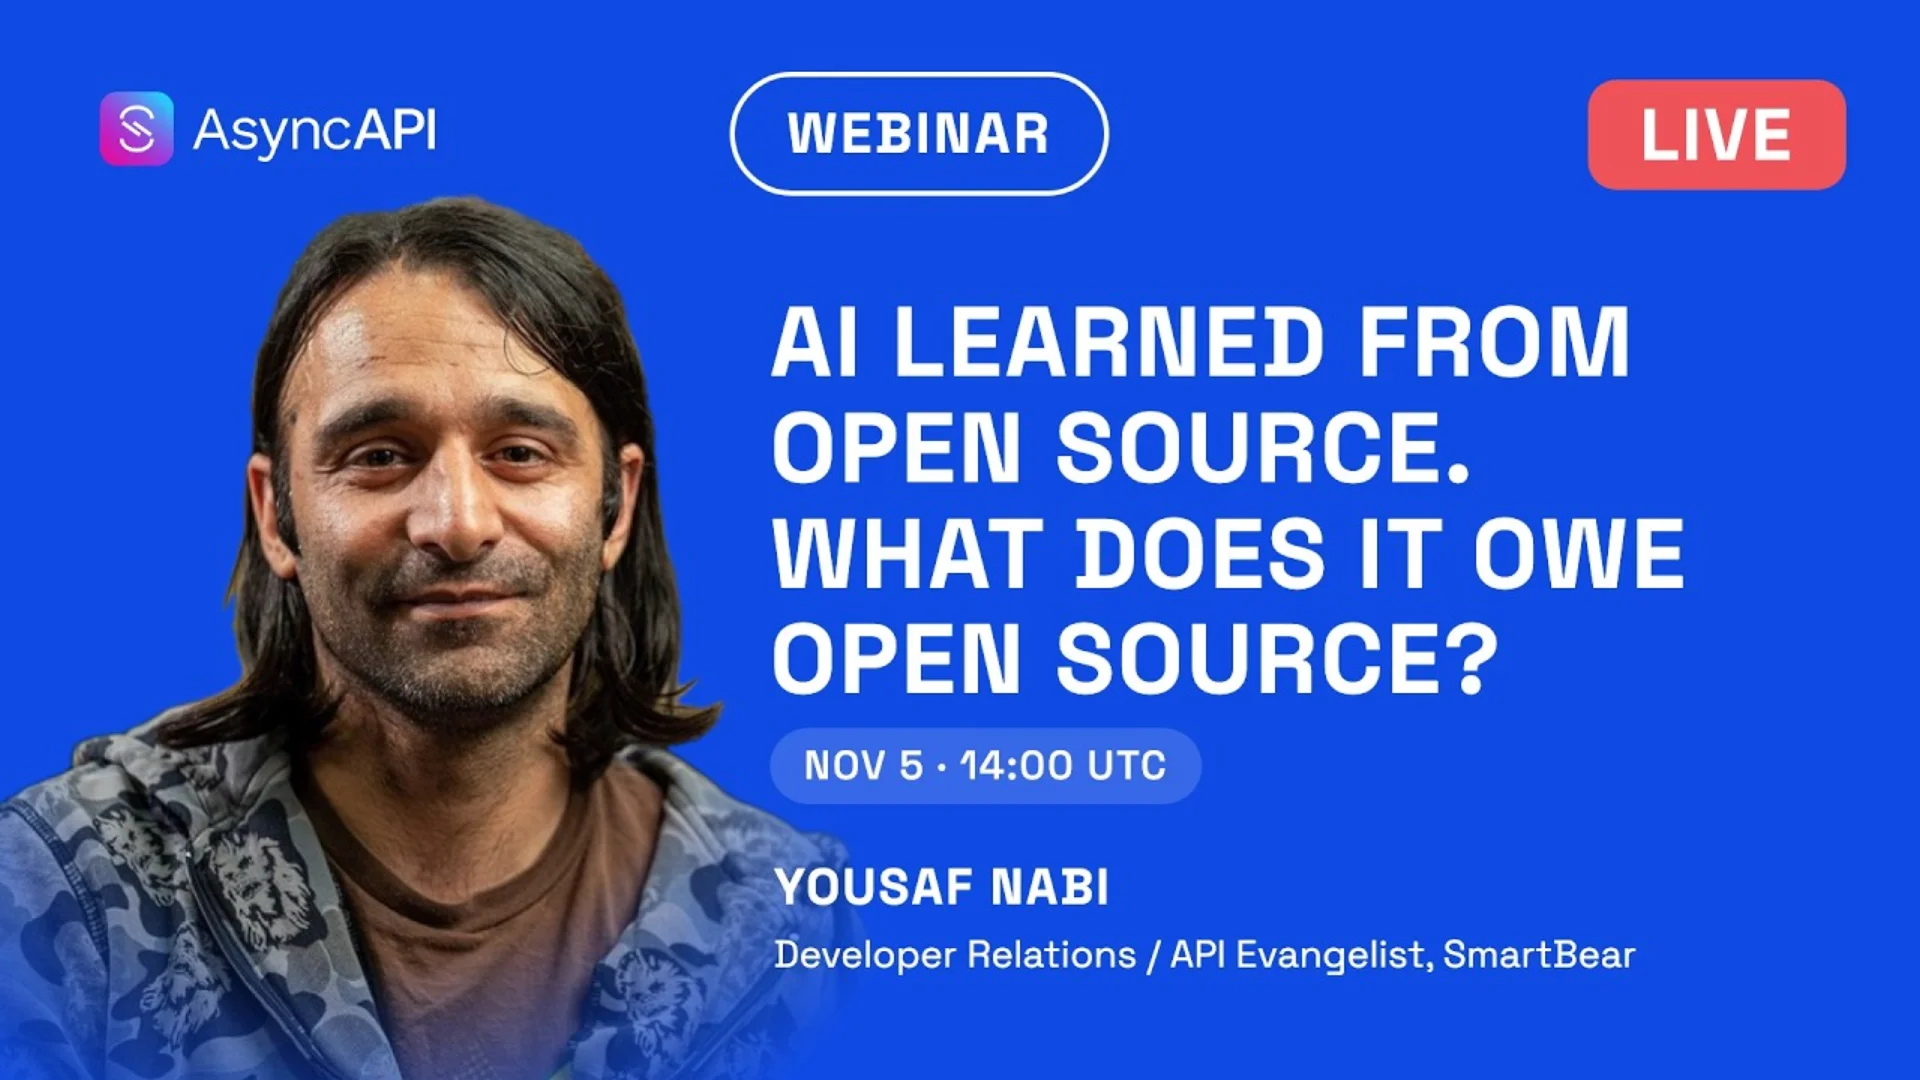 AsyncAPI
WEBINAR
LIVE
AI LEARNED FROM
OPEN SOURCE.
WHAT DOES IT OWE
OPEN SOURCE?
NOV 5 · 14:00 UTC
YOUSAF NABI
Developer Relations / API Evangelist, SmartBear